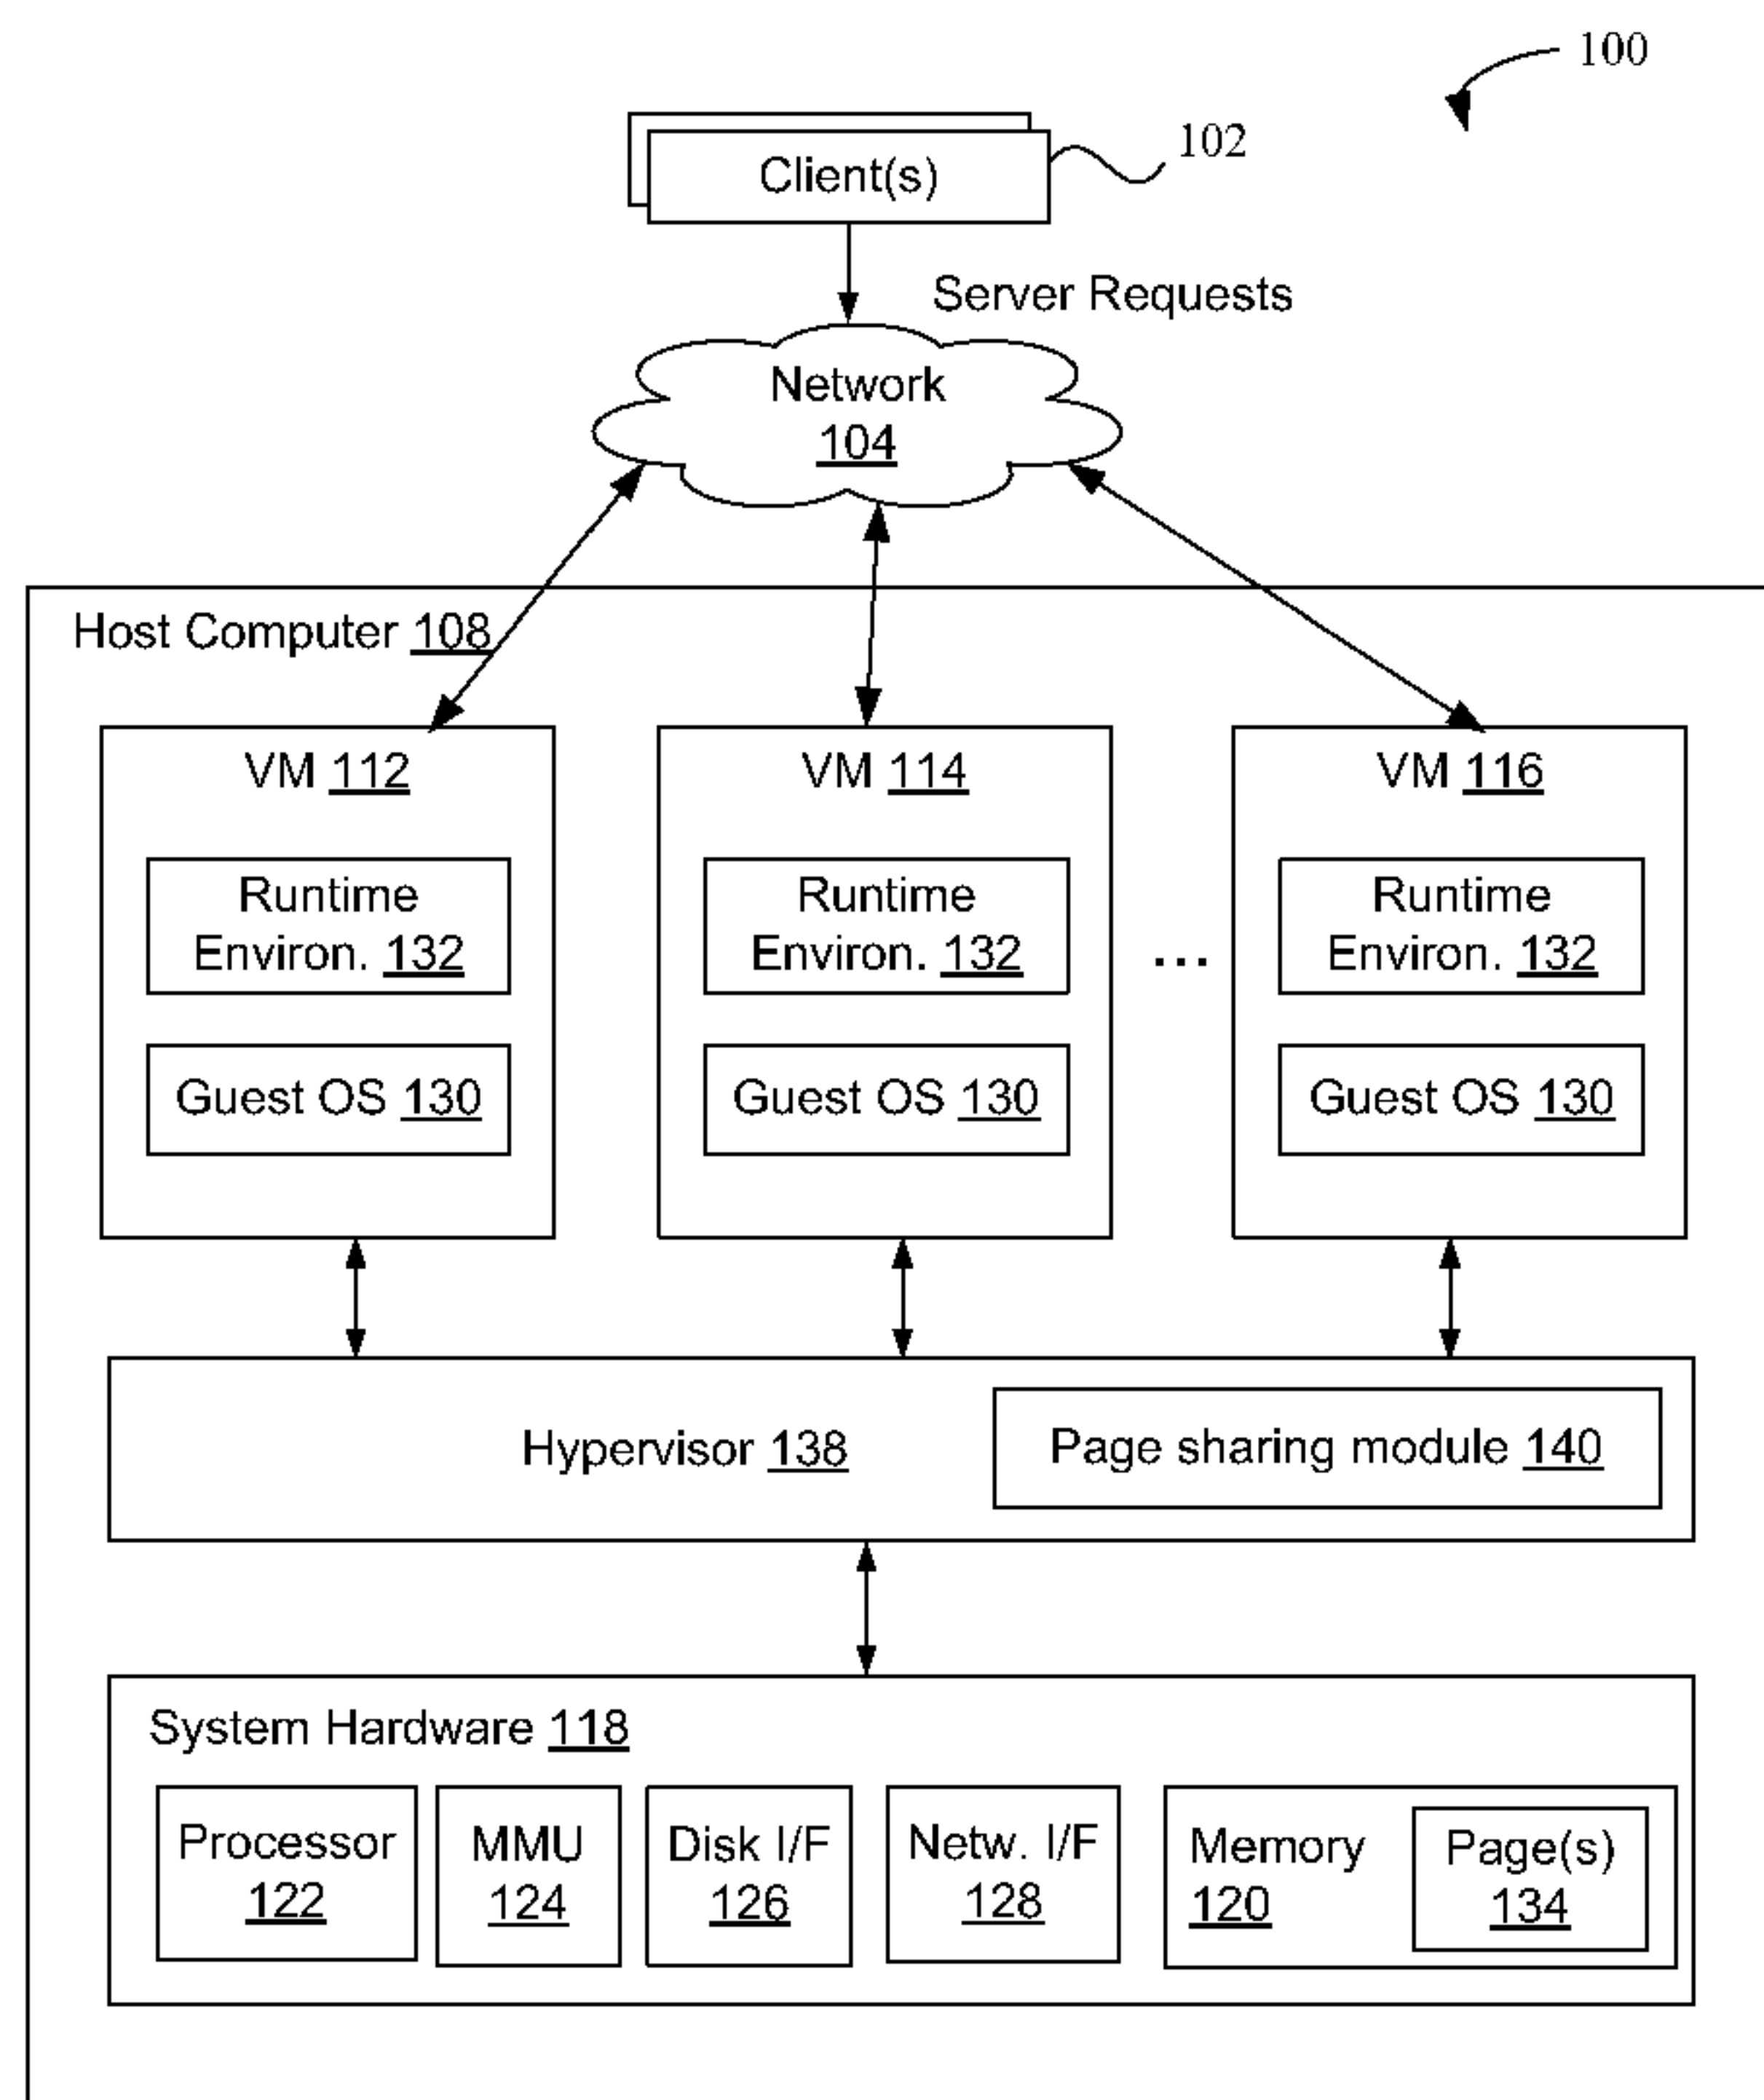 100
102
Client(s)
Server Requests
Network
104
Host Computer 108
VM 112
VM 114
VM 116
Runtime
Environ. 132
Runtime
Environ. 132
...
Runtime
Environ. 132
Guest OS 130
Guest OS 130
Guest OS 130
Hypervisor 138
Page sharing module 140
System Hardware 118
Processor
122
MMU
124
Disk I/F
126
Netw. I/F
128
Memory
120
Page(s)
134